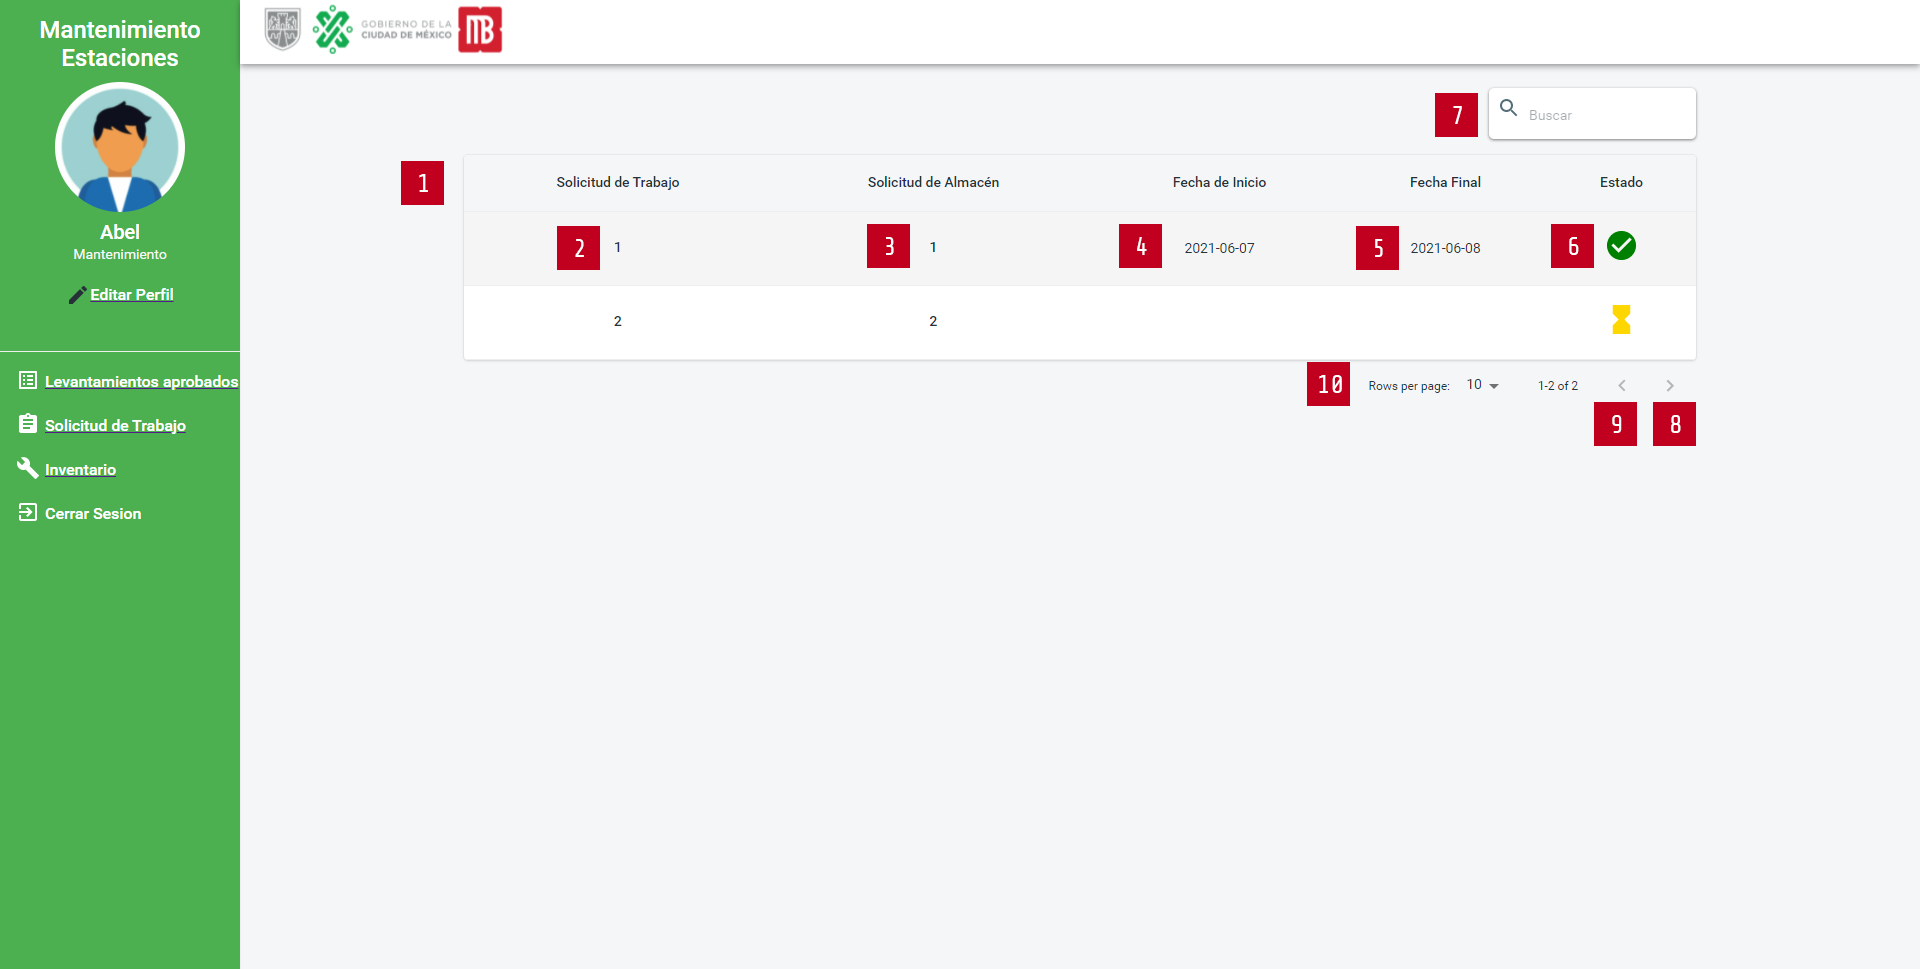 Mantenimiento
Estaciones
Abel
Mantenimiento
Editar Perfil
Levantamientos aprobados
Solicitud de Trabajo
Inventario
Cerrar Sesion
GOBIERNO DE LA
CIUDAD DE MÉXICO
MB
7
Buscar
1
Solicitud de Trabajo Solicitud de Almacén Fecha de Inicio Fecha Final Estado
2 1 3 1 4 2021-06-07 5 2021-06-08 6
2 2
10 Rows per page: 10 1-2 of 2
9 8